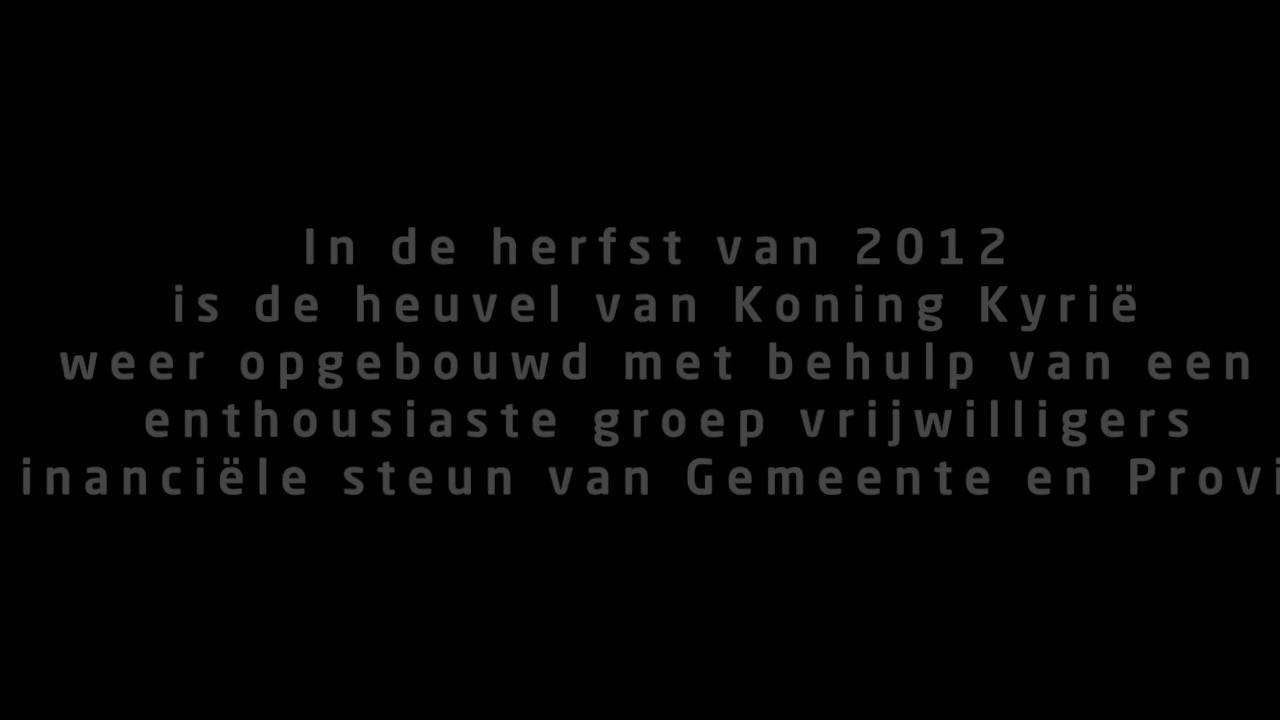 In de herfst van 2012
is de heuvel van Koning Kyrië
weer opgebouwd met behulp van een
enthousiaste groep vrijwilligers
inanciële steun van Gemeente en Provi